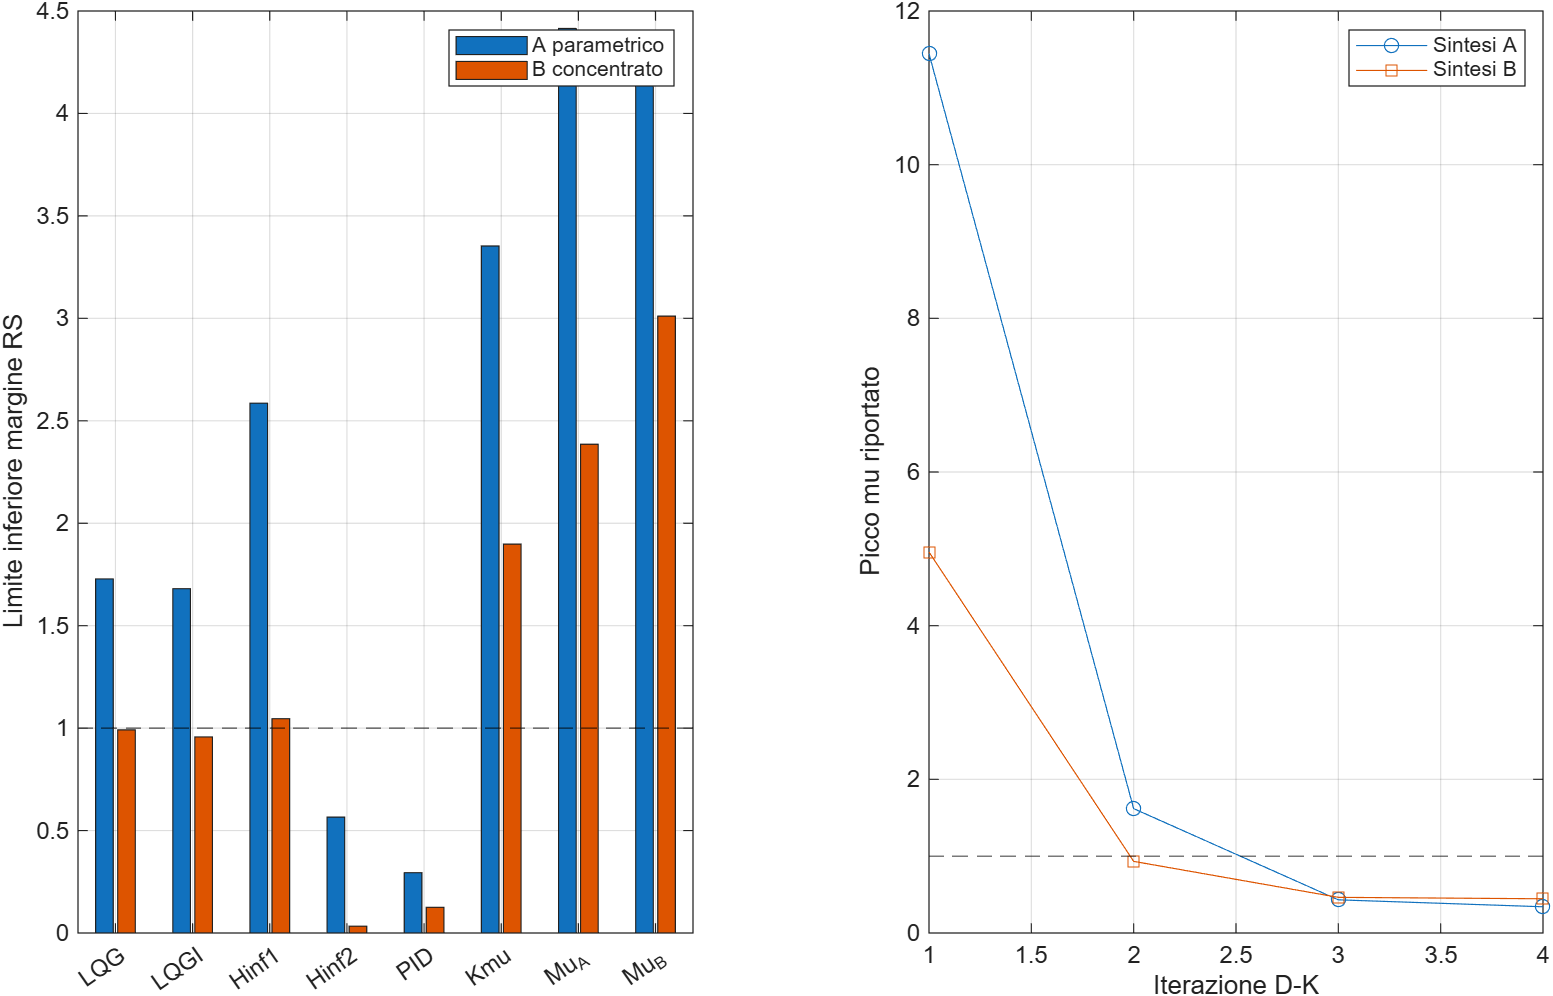 4.5
4
3.5
3
2.5
2
1.5
1
0.5
0
Limite inferiore margine RS
A parametrico
B concentrato
LQG
LQGI
Hinf1
Hinf2
PID
Kmu
Mu_A
Mu_B
12
10
8
6
4
2
0
Picco mu riportato
Sintesi A
Sintesi B
1
1.5
2
2.5
3
3.5
4
Iterazione D-K